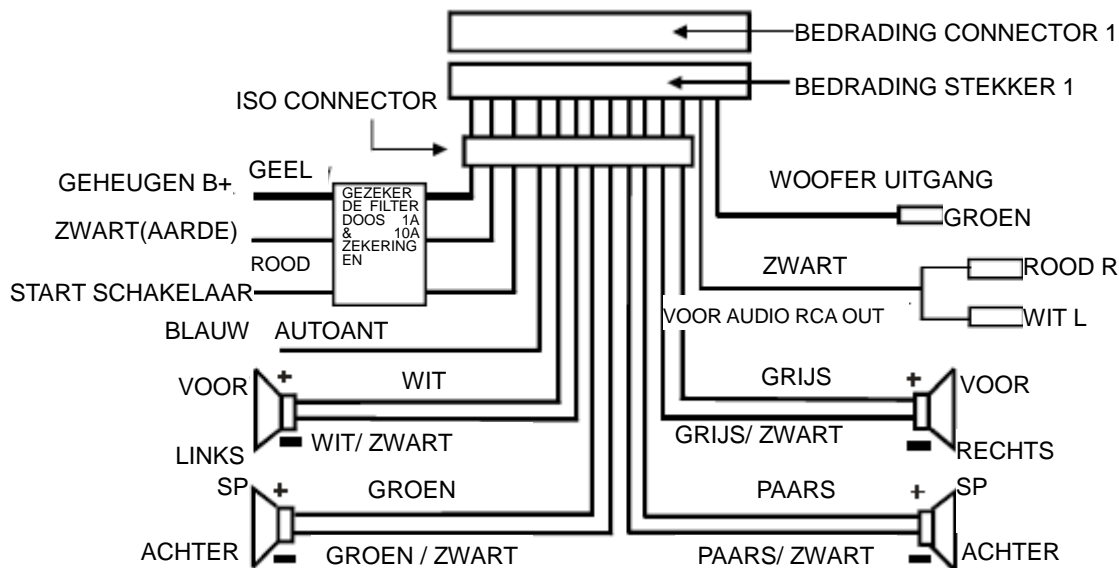 BEDRADING CONNECTOR 1
BEDRADING STEKKER 1
ISO CONNECTOR
GEHEUGEN B+
GEEL
GEZEKER
DE FILTER
DOOS 1A
& 10A
ZEKERING
EN
ZWART(AARDE)
ROOD
START SCHAKELAAR
BLAUW
AUTOANT
WOOFER UITGANG
GROEN
ZWART
ROOD R
VOOR AUDIO RCA OUT
WIT L
VOOR
+
WIT
WIT/ ZWART
LINKS
GRIJS
+
VOOR
GRIJS/ ZWART
RECHTS
SP
+
GROEN
GROEN / ZWART
ACHTER
PAARS
+
SP
PAARS/ ZWART
ACHTER